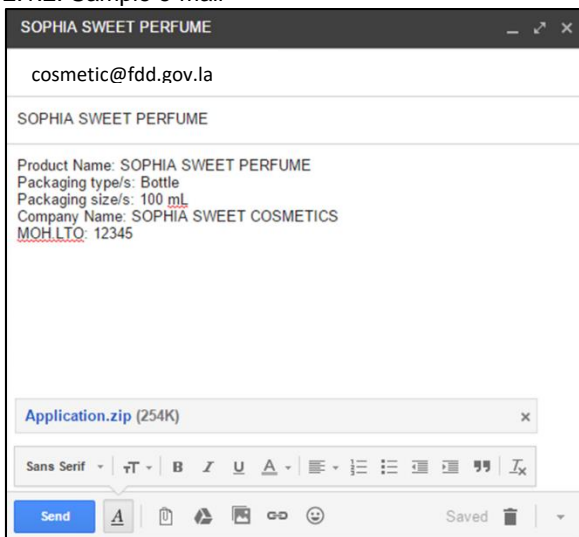 SOPHIA SWEET PERFUME
cosmetic@fdd.gov.la
SOPHIA SWEET PERFUME
Product Name: SOPHIA SWEET PERFUME
Packaging type/s: Bottle
Packaging size/s: 100 mL
Company Name: SOPHIA SWEET COSMETICS
MOH.LTO: 12345
Application.zip (254K)
Sans Serif
Send
Saved